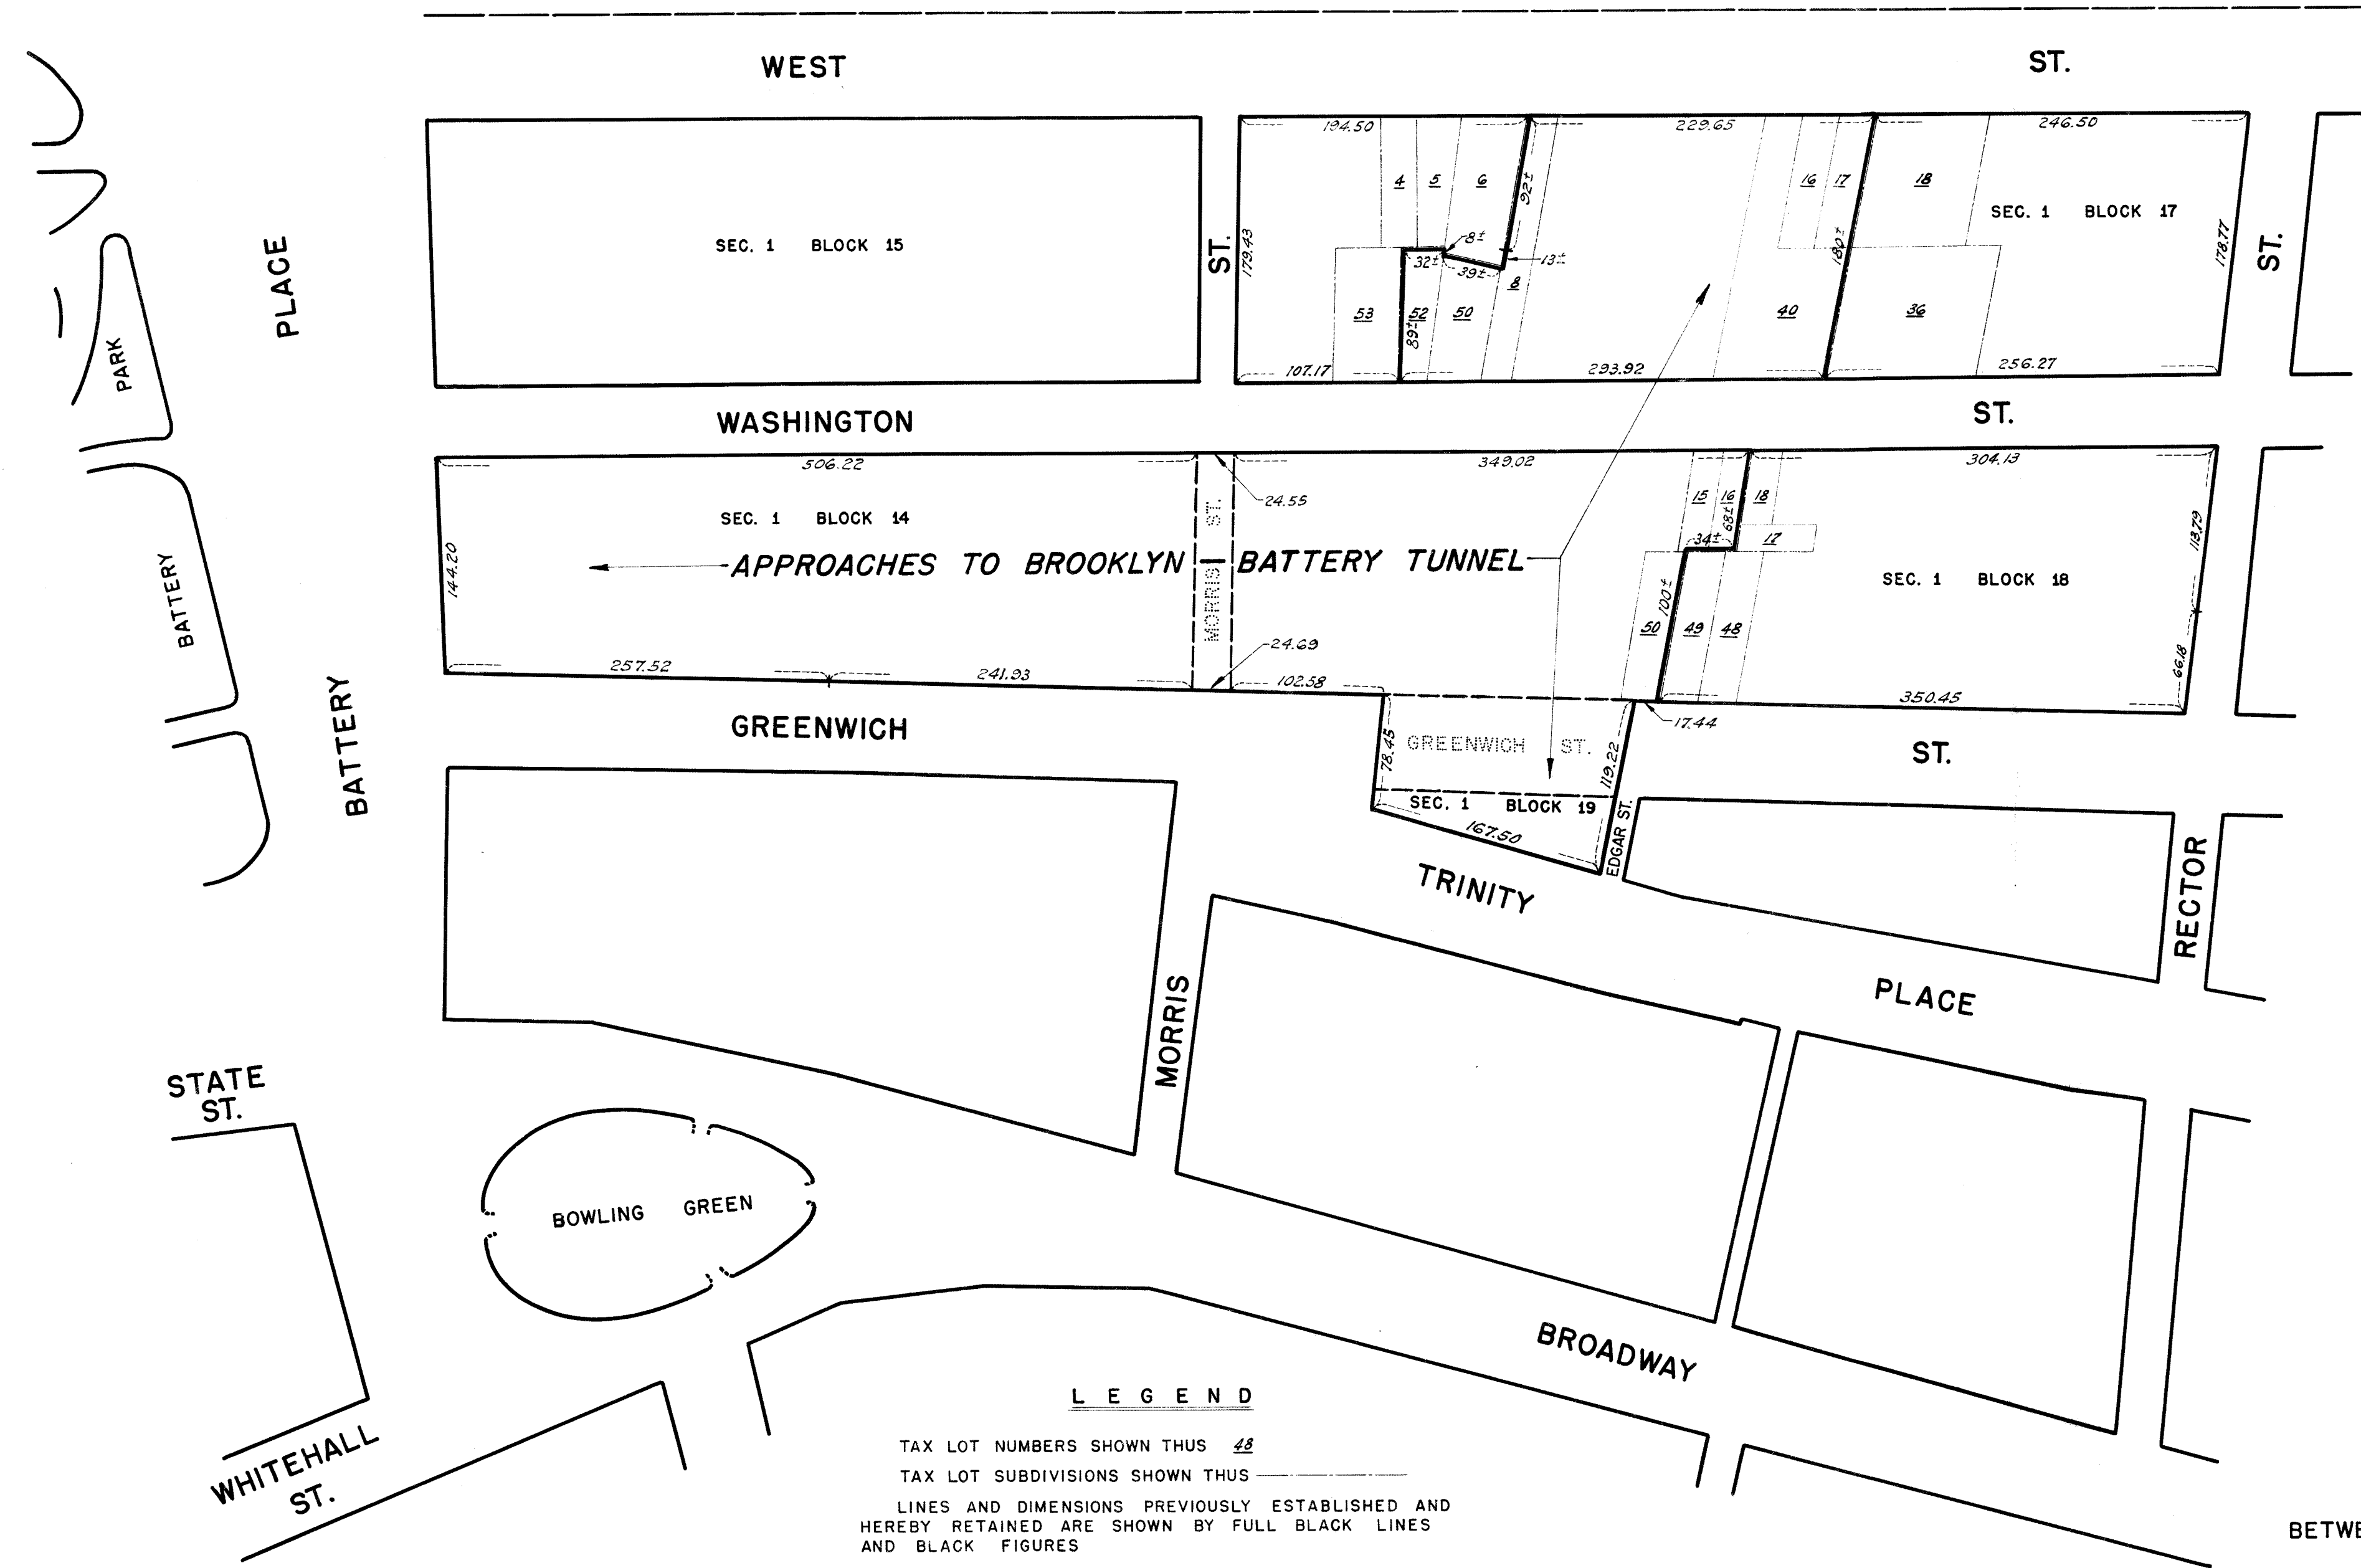 WEST ST.
194.50 229.65 246.50
4 5 6 92± 16 17 18
SEC. 1 BLOCK 17
PLACE
SEC. 1 BLOCK 15
ST. 179.43
8±
32± 39± 13±
8
180±
178.77 ST.
53 52 50 40 36
89±
PARK
107.17 293.92 256.27
WASHINGTON ST.
506.22 349.02 304.13
24.55
15 16 18
68±
SEC. 1 BLOCK 14
MORRIS ST.
34± 17
113.79
144.20
APPROACHES TO BROOKLYN BATTERY TUNNEL
SEC. 1 BLOCK 18
BATTERY
100±
50 49 48
24.69
66.18
257.52 241.93 102.58
350.45
17.44
BATTERY
GREENWICH ST.
78.45
GREENWICH ST.
119.22
SEC. 1 BLOCK 19
167.50
EDGAR ST.
TRINITY PLACE
RECTOR
MORRIS
STATE
ST.
BOWLING GREEN
BROADWAY
WHITEHALL
ST.
LEGEND
TAX LOT NUMBERS SHOWN THUS 48
TAX LOT SUBDIVISIONS SHOWN THUS
LINES AND DIMENSIONS PREVIOUSLY ESTABLISHED AND
HEREBY RETAINED ARE SHOWN BY FULL BLACK LINES
AND BLACK FIGURES
BETWE